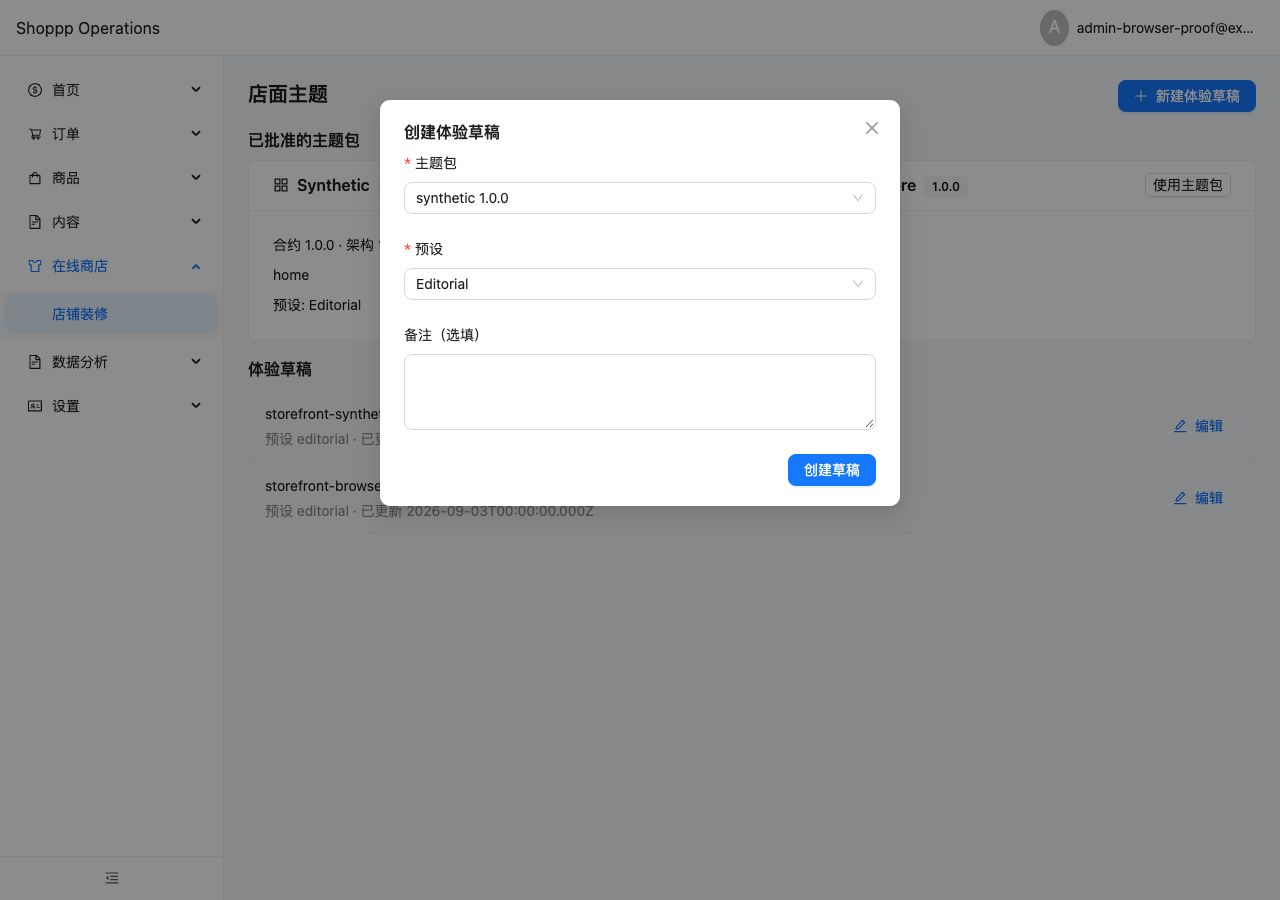 Shoppp Operations
A
admin-browser-proof@ex...
首页
订单
商品
内容
在线商店
店铺装修
数据分析
设置
店面主题
新建体验草稿
已批准的主题包
Synthetic
1.0.0
使用主题包
合约 1.0.0 · 架构
home
预设: Editorial
体验草稿
storefront-synthet
预设 editorial · 已更
编辑
storefront-browse
预设 editorial · 已更新 2026-09-03T00:00:00.000Z
编辑
创建体验草稿
* 主题包
synthetic 1.0.0
* 预设
Editorial
备注（选填）
创建草稿